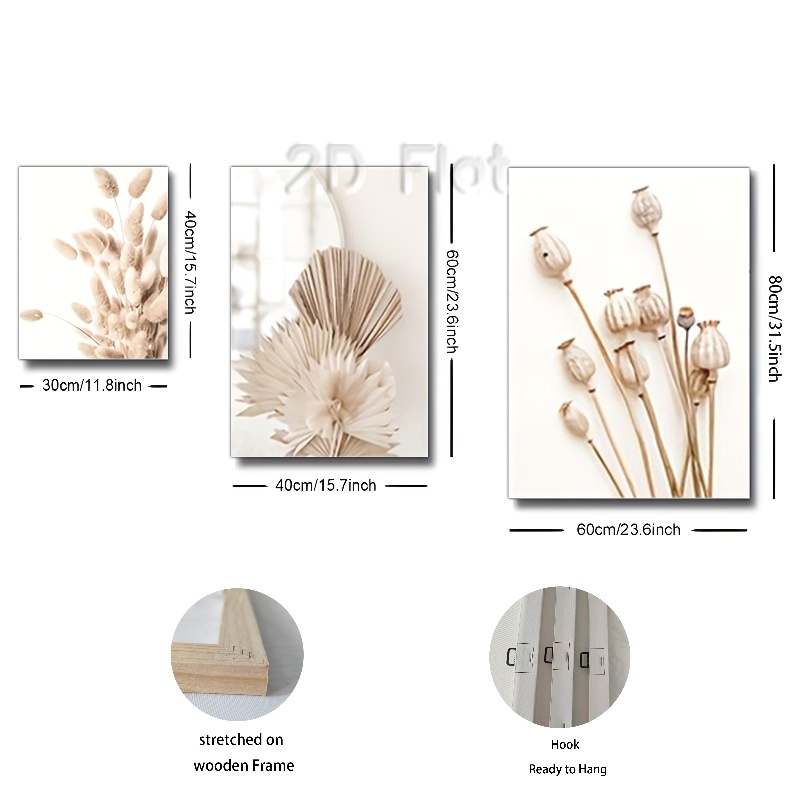 2D Flat
40cm/15.7inch
30cm/11.8inch
60cm/23.6inch
40cm/15.7inch
80cm/31.5inch
60cm/23.6inch
stretched on
wooden Frame
Hook
Ready to Hang